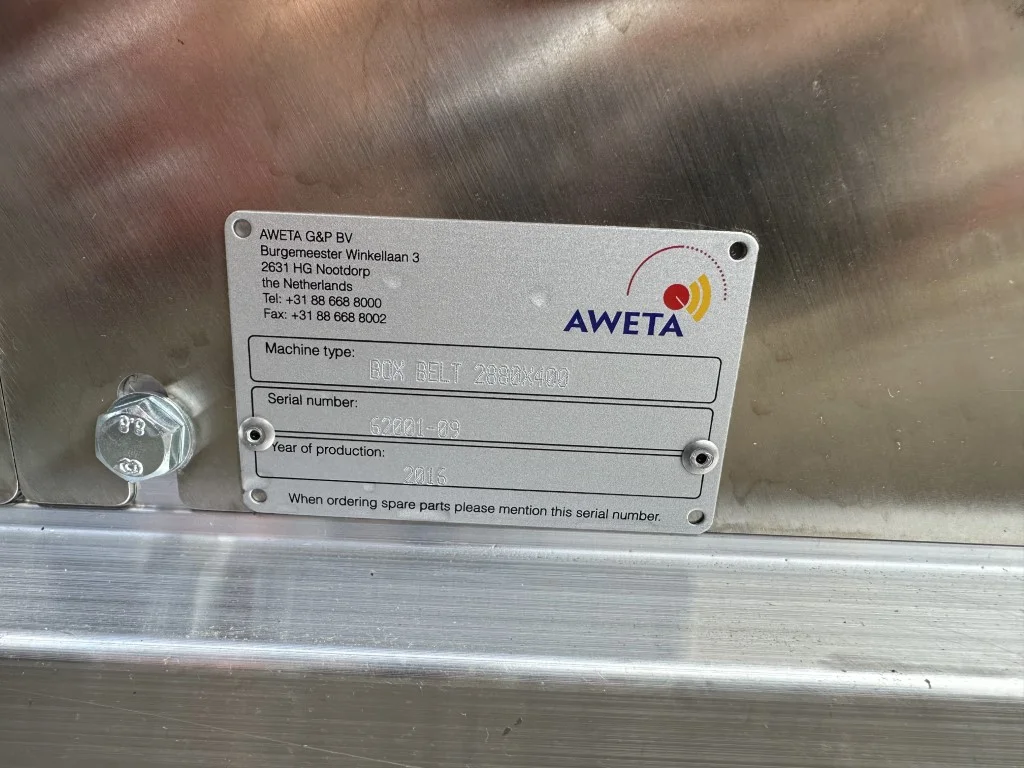 AWETA G&P BV
Burgemeester Winkellaan 3
2631 HG Nootdorp
the Netherlands
Tel: +31 88 668 8000
Fax: +31 88 668 8002
AWETA
Machine type:
BOX BELT 2880X400
Serial number:
62001-09
Year of production:
2015
When ordering spare parts please mention this serial number.
8.8